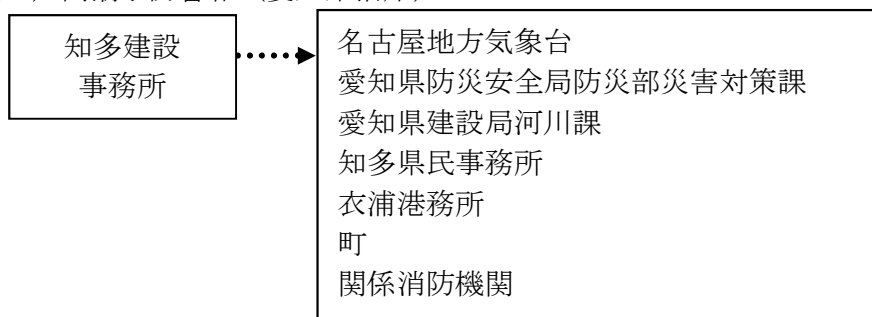 知多建設
事務所
名古屋地方気象台
愛知県防災安全局防災部災害対策課
愛知県建設局河川課
知多県民事務所
衣浦港務所
町
関係消防機関